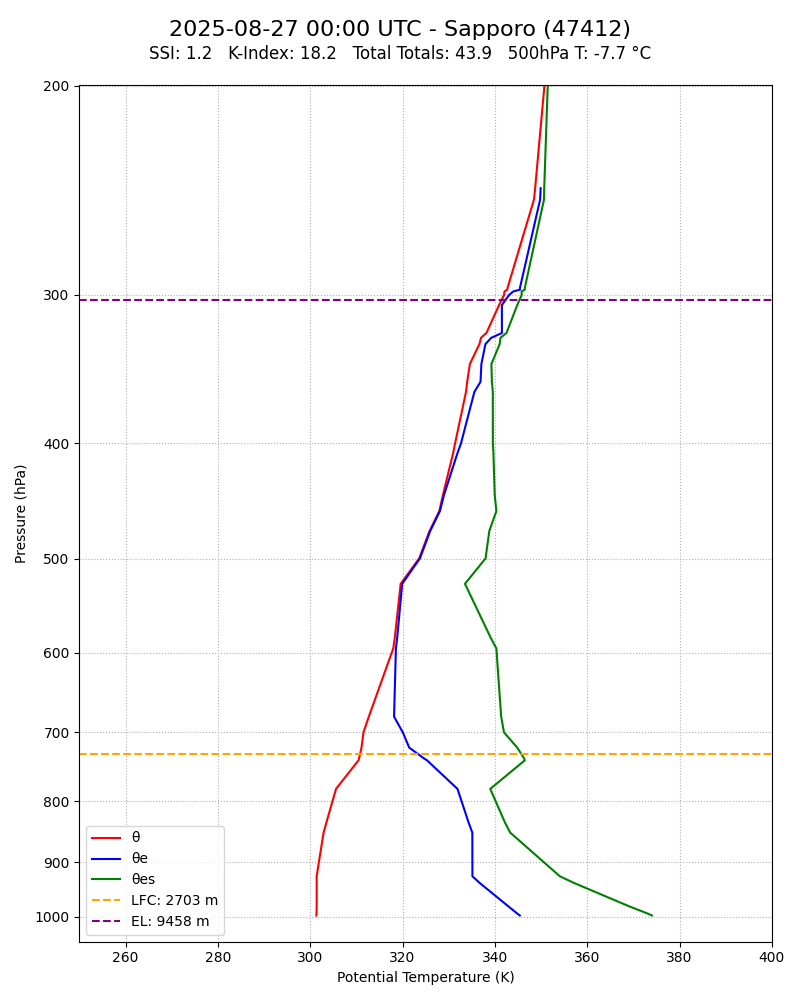 2025-08-27 00:00 UTC - Sapporo (47412)
SSI: 1.2 K-Index: 18.2 Total Totals: 43.9 500hPa T: -7.7 °C
200
300
400
500
600
700
800
900
1000
Pressure (hPa)
θ
θe
θes
LFC: 2703 m
EL: 9458 m
260 280 300 320 340 360 380 400
Potential Temperature (K)